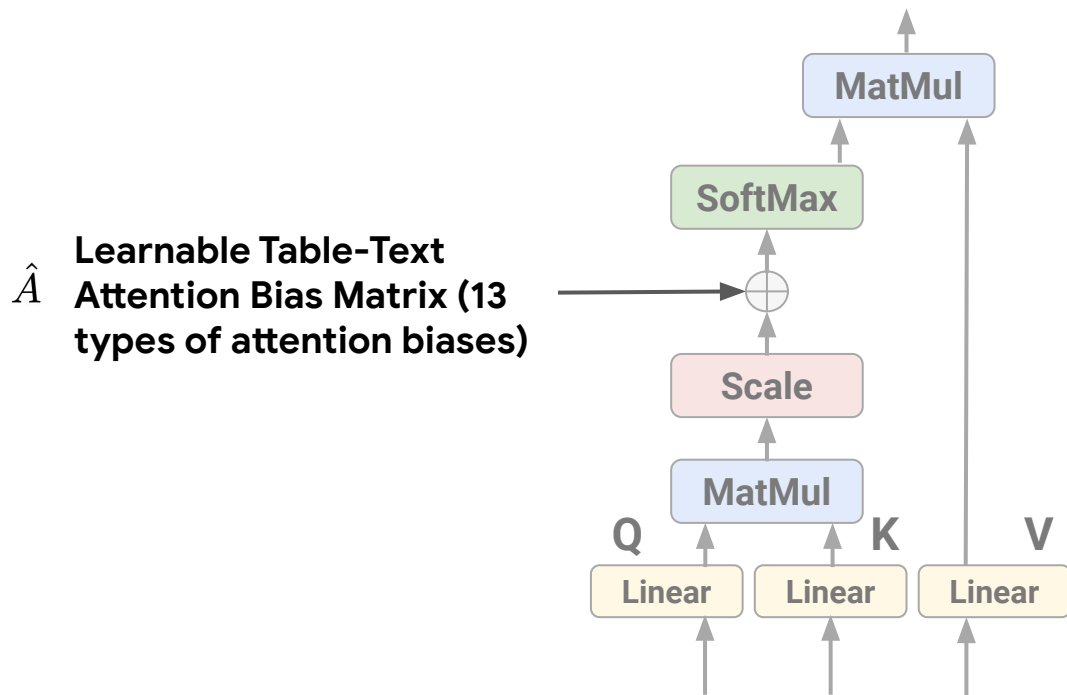 MatMul
SoftMax
Â Learnable Table-Text
Attention Bias Matrix (13
types of attention biases)
Scale
MatMul
Q K V
Linear Linear Linear